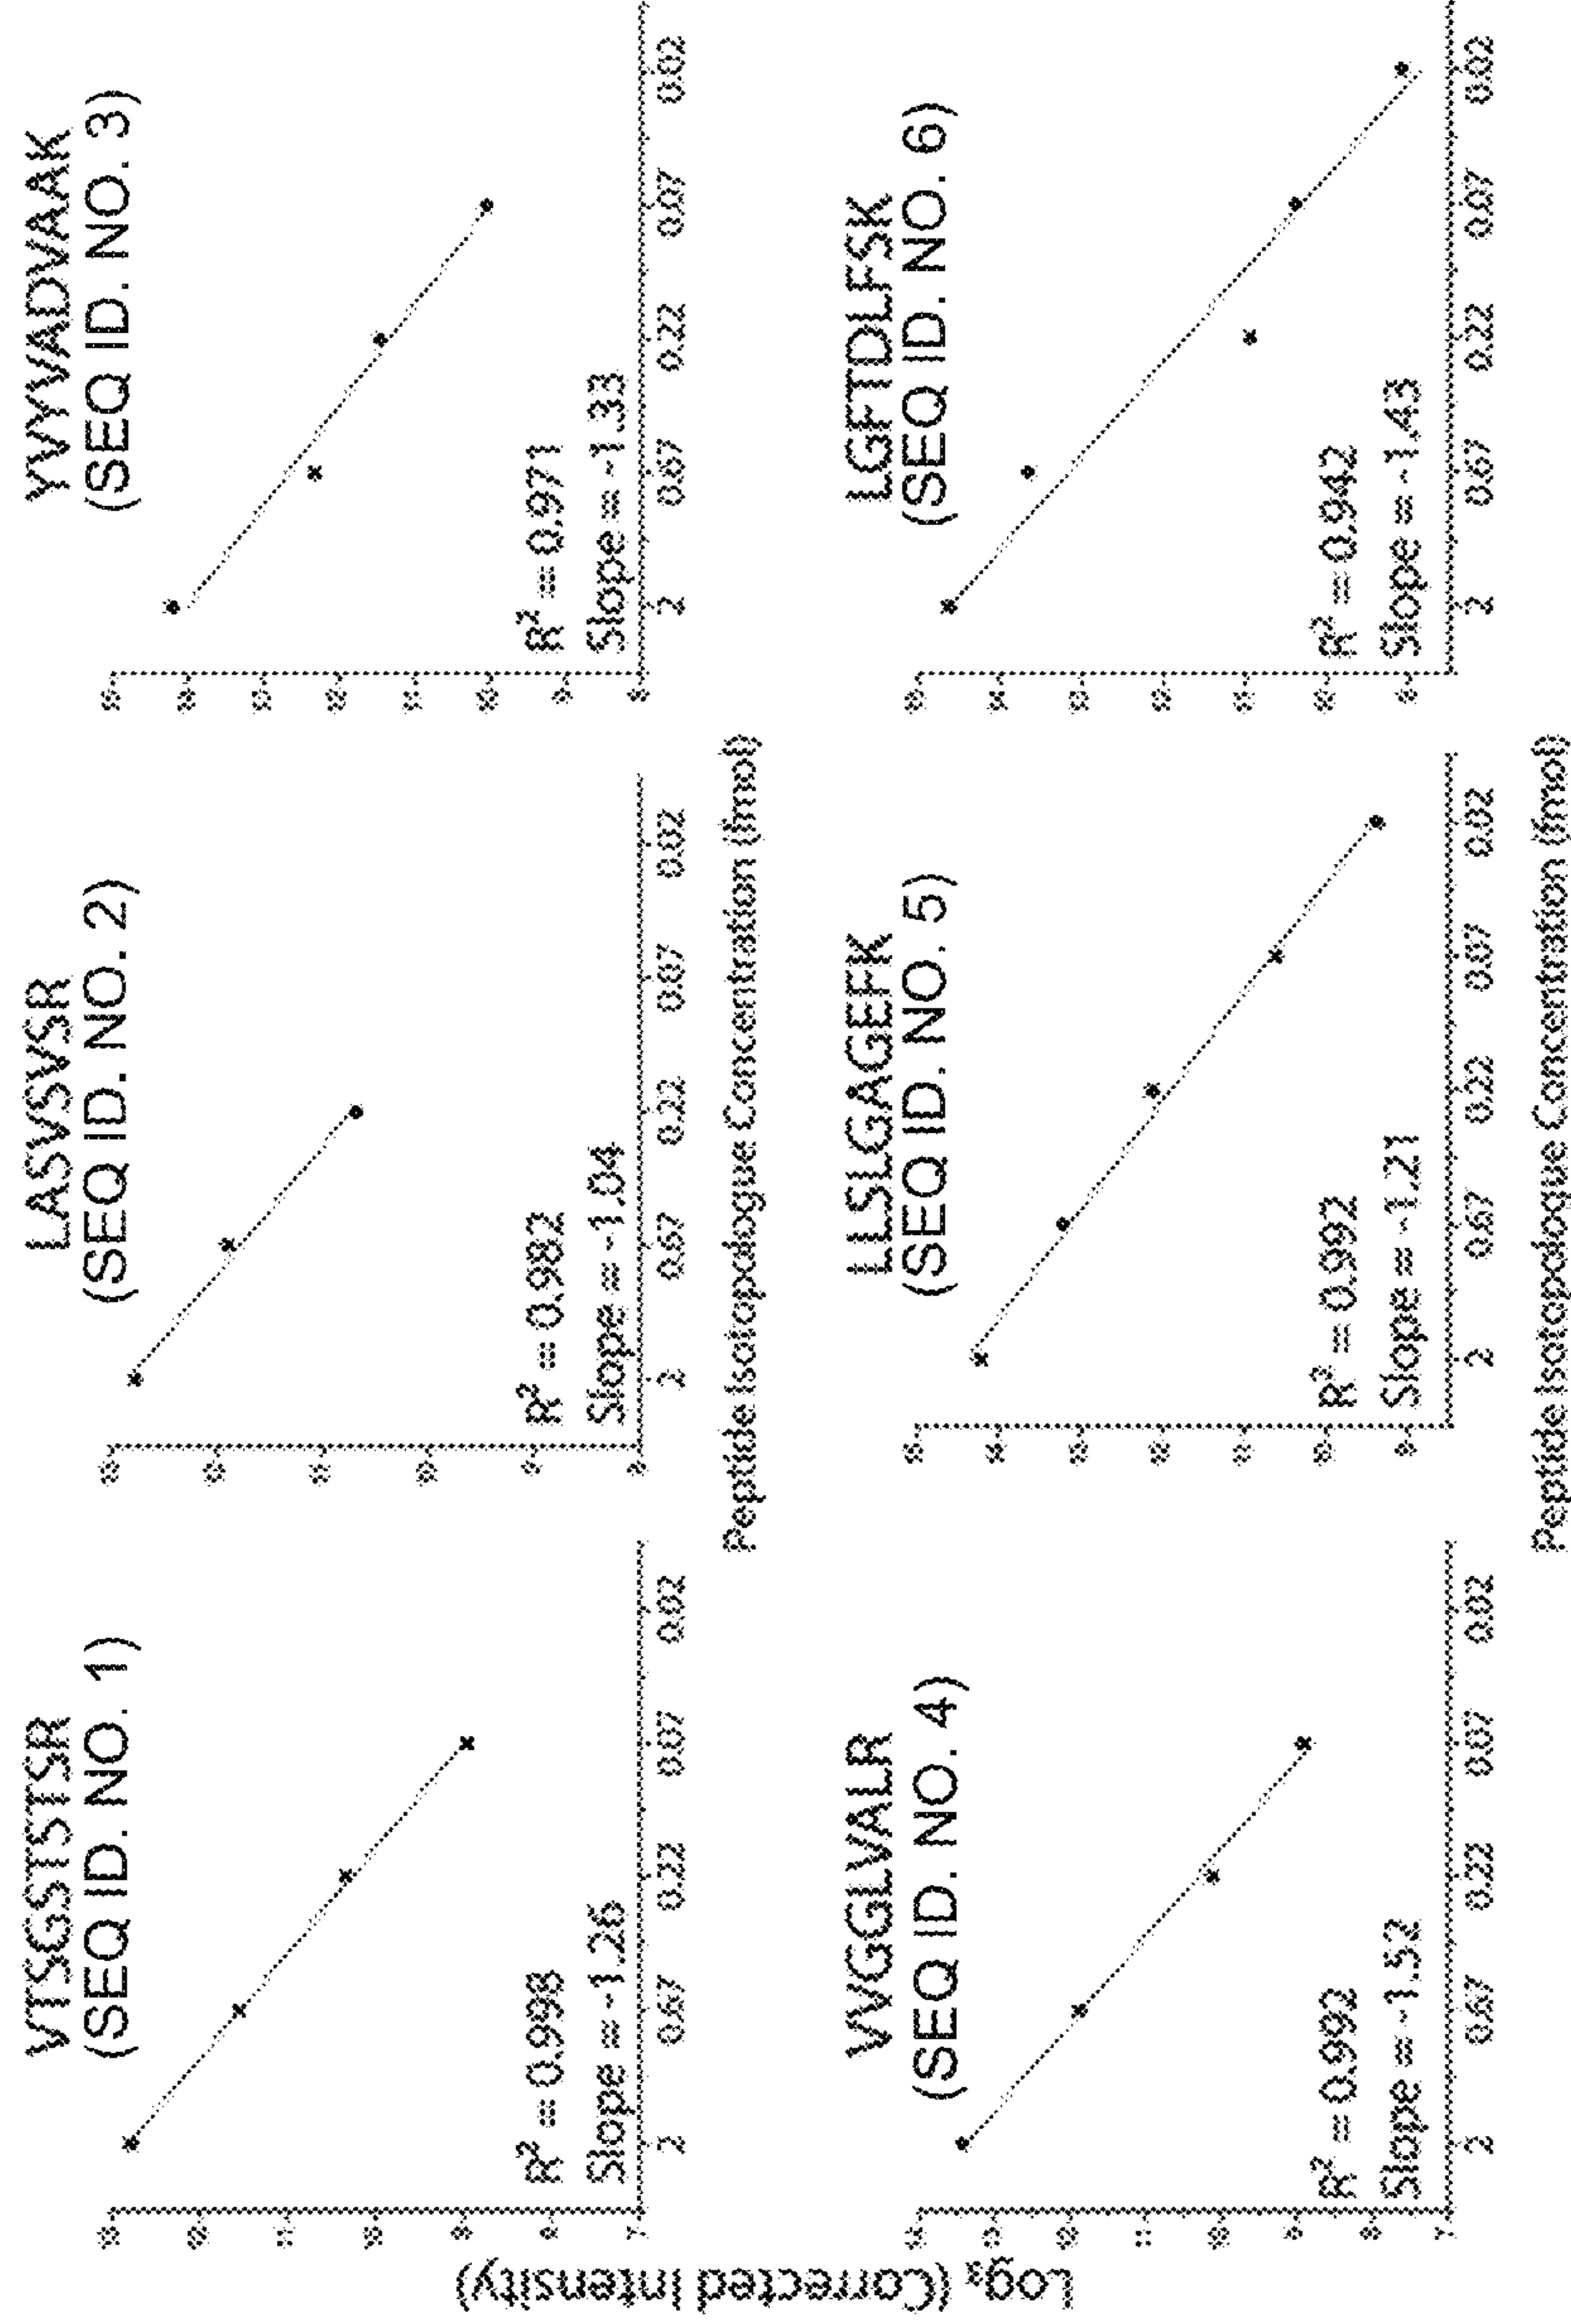 VTSGSTSTSR
(SEQ ID. NO. 1)
R² = 0.998
Slope = -1.26
2 0.67 0.22 0.07 0.02
LASVSVSR
(SEQ ID. NO. 2)
R² = 0.982
Slope = -1.04
2 0.67 0.22 0.07 0.02
YVYVADVAAK
(SEQ ID. NO. 3)
R² = 0.971
Slope = -1.33
2 0.67 0.22 0.07 0.02
Peptide Isotopologue Concentration (fmol)
Log₂ (Corrected Intensity)
VVGGLVALR
(SEQ ID. NO. 4)
R² = 0.992
Slope = -1.52
2 0.67 0.22 0.07 0.02
LLSLGAGEFK
(SEQ ID. NO. 5)
R² = 0.992
Slope = -1.21
2 0.67 0.22 0.07 0.02
LGFTDLFSK
(SEQ ID. NO. 6)
R² = 0.942
Slope = -1.43
2 0.67 0.22 0.07 0.02
Peptide Isotopologue Concentration (fmol)